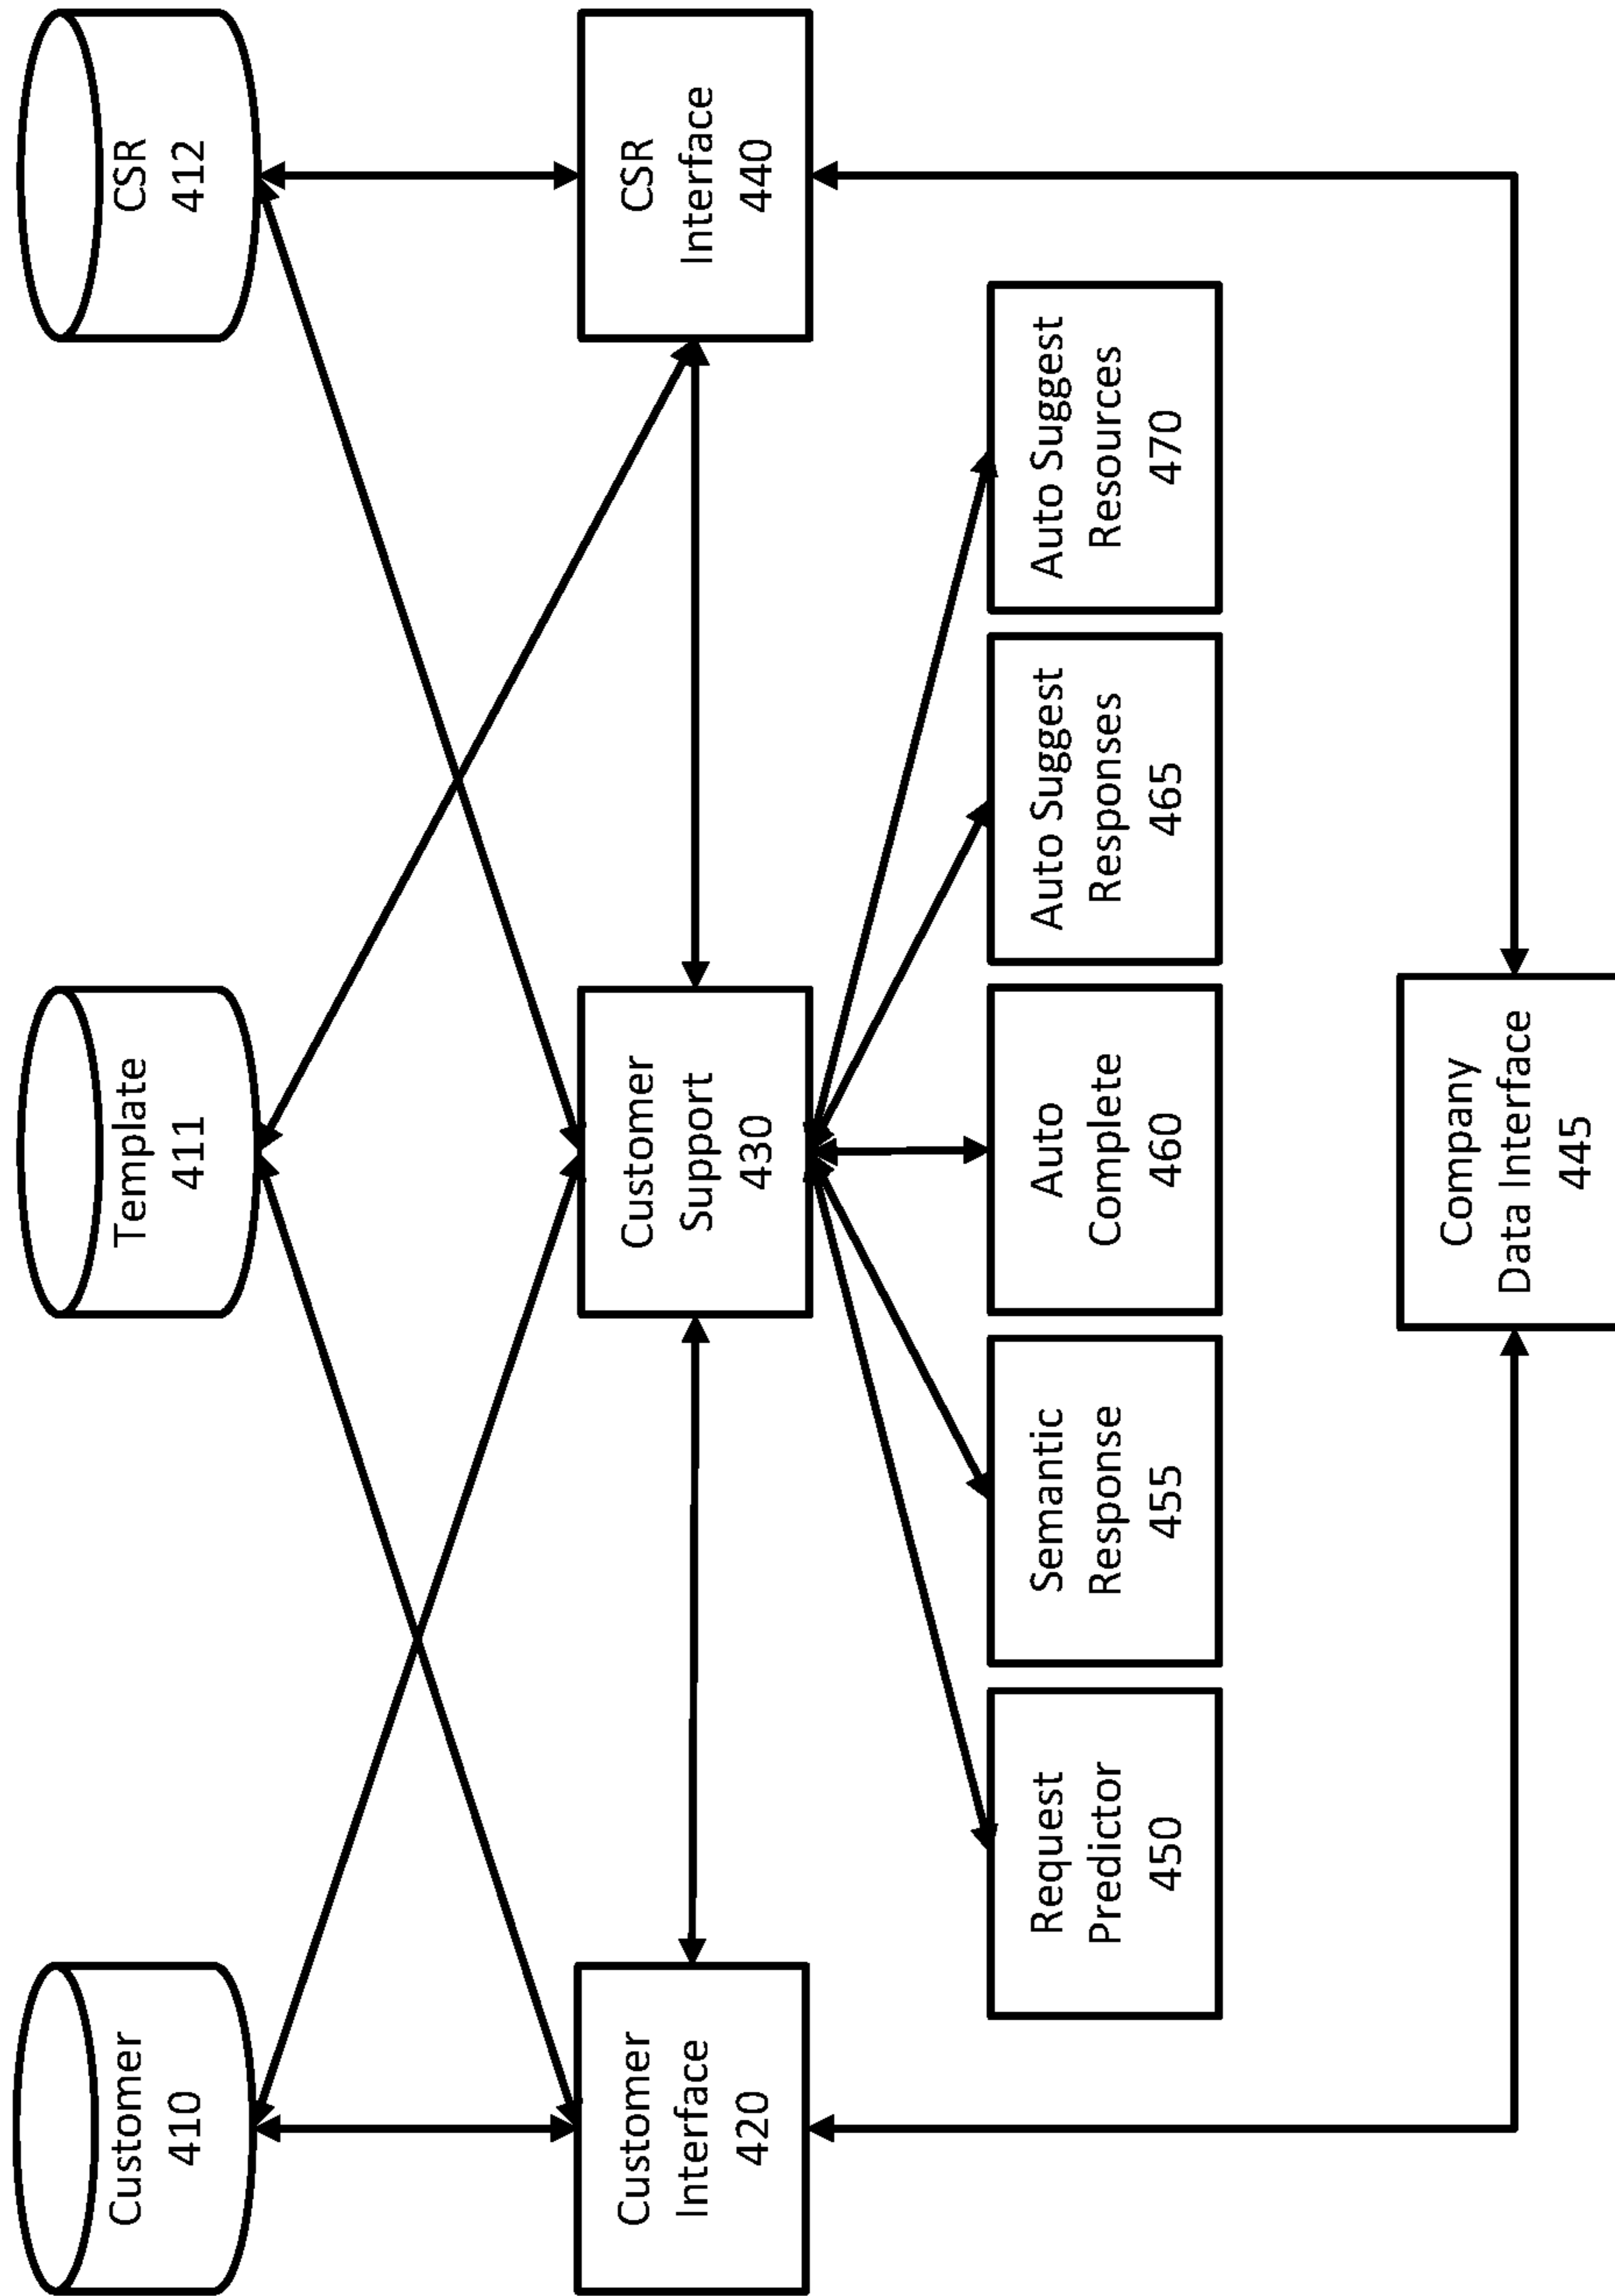 Customer
410
Template
411
CSR
412
Customer
Interface
420
Customer
Support
430
CSR
Interface
440
Request
Predictor
450
Semantic
Response
455
Auto
Complete
460
Auto Suggest
Responses
465
Auto Suggest
Resources
470
Company
Data Interface
445